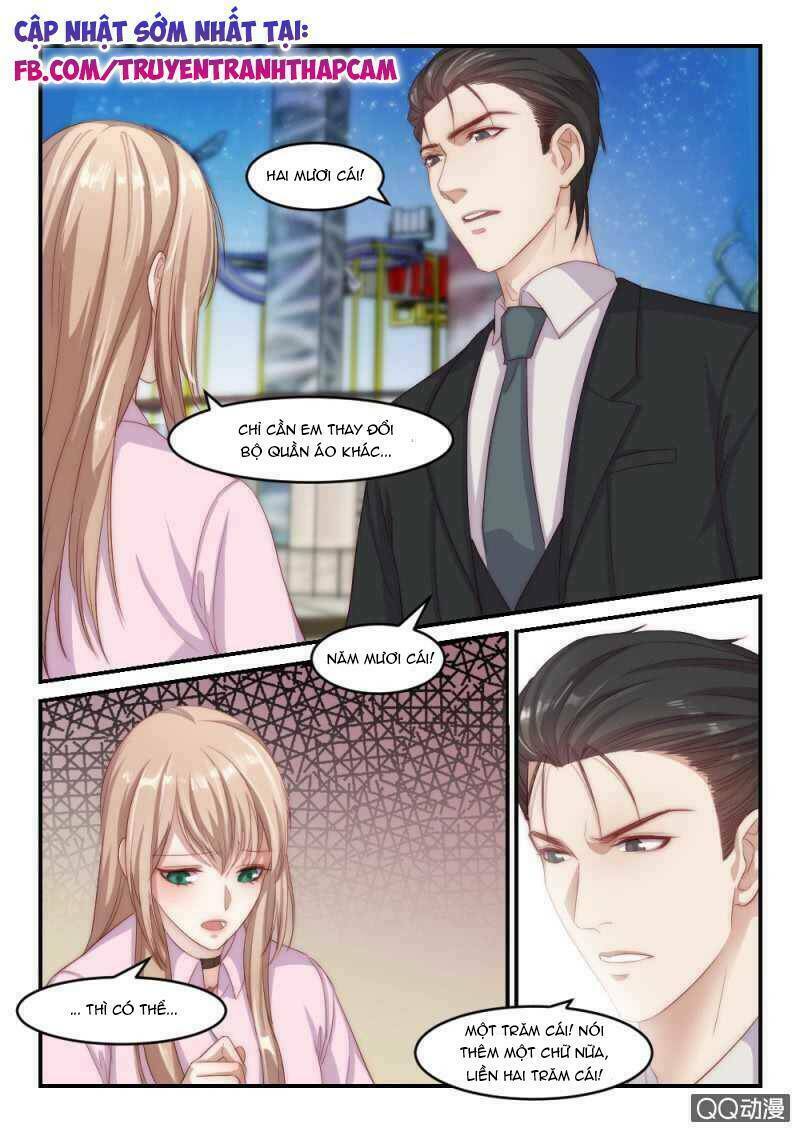 CẬP NHẬT SỚM NHẤT TẠI:
FB.COM/TRUYENTRANHTHAPCAM
HAI MƯƠI CÁI!
CHỈ CẦN EM THAY ĐỔI
BỘ QUẦN ÁO KHÁC...
NĂM MƯƠI CÁI!
... THÌ CÓ THỂ...
MỘT TRĂM CÁI! NÓI
THÊM MỘT CHỮ NỮA,
LIỀN HAI TRĂM CÁI!
QQ动漫